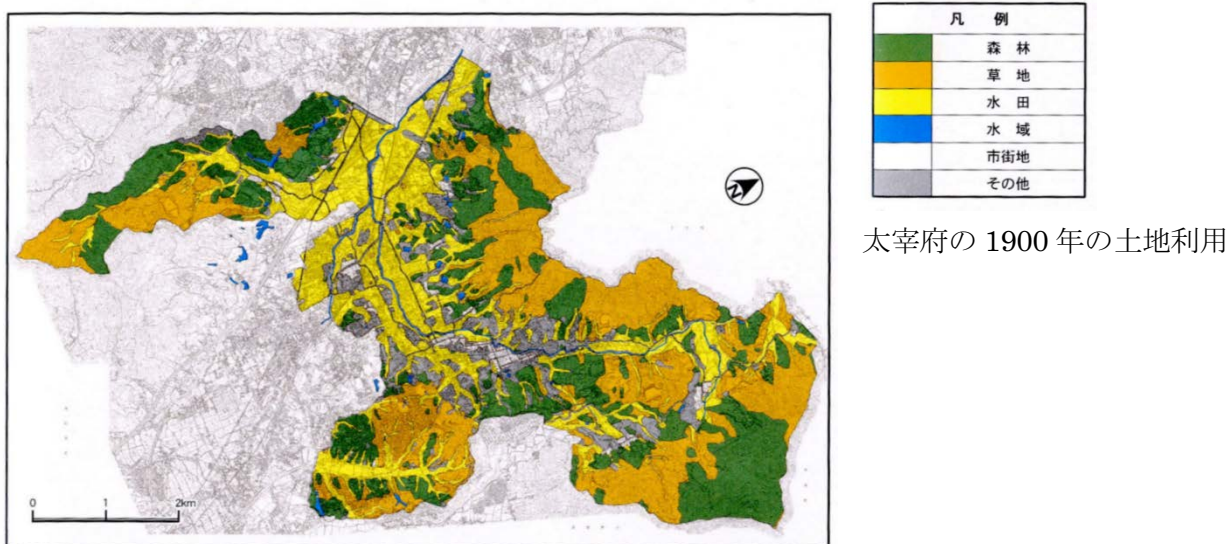 凡 例
森 林
草 地
水 田
水 域
市街地
その他
太宰府の 1900 年の土地利用
N
0 1 2km